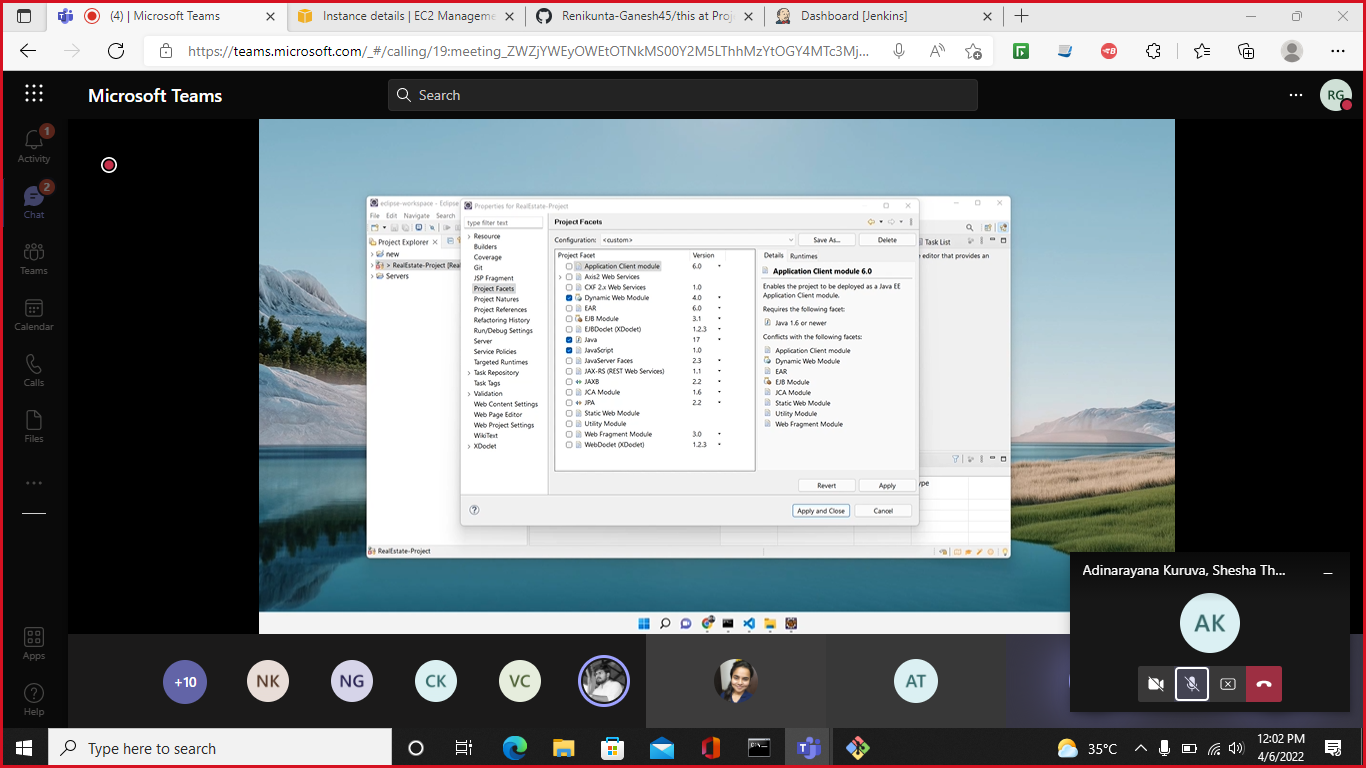 (4) | Microsoft Teams
Instance details | EC2 Manageme
Renikunta-Ganesh45/this at Proj
Dashboard [Jenkins]
https://teams.microsoft.com/_#/calling/19:meeting_ZWZjYWEyOWEtOTNkMS00Y2M5LThhMzYtOGY4MTc3Mj...
Microsoft Teams
Search
RG
1
Activity
2
Chat
Teams
Calendar
Calls
Files
Apps
Help
eclipse-workspace - Eclipse
File Edit Navigate Search
Project Explorer
new
> RealEstate-Project [Rea
Servers
Properties for RealEstate-Project
type filter text
Resource
Builders
Coverage
Git
JSP Fragment
Project Facets
Project Natures
Project References
Refactoring History
Run/Debug Settings
Server
Service Policies
Targeted Runtimes
Task Repository
Task Tags
Validation
Web Content Settings
Web Page Editor
Web Project Settings
WikiText
XDoclet
Project Facets
Configuration: <custom>
Save As...
Delete
Project Facet Version
Application Client module 6.0
Axis2 Web Services
CXF 2.x Web Services 1.0
Dynamic Web Module 4.0
EAR 6.0
EJB Module 3.1
EJBDoclet (XDoclet) 1.2.3
Java 17
JavaScript 1.0
JavaServer Faces 2.3
JAX-RS (REST Web Services) 1.1
JAXB 2.2
JCA Module 1.6
JPA 2.2
Static Web Module
Utility Module
Web Fragment Module 3.0
WebDoclet (XDoclet) 1.2.3
Details Runtimes
Application Client module 6.0
Enables the project to be deployed as a Java EE
Application Client module.
Requires the following facet:
Java 1.6 or newer
Conflicts with the following facets:
Application Client module
Dynamic Web Module
EAR
EJB Module
JCA Module
Static Web Module
Utility Module
Web Fragment Module
Revert
Apply
Apply and Close
Cancel
Task List
editor that provides an
ype
RealEstate-Project
+10
NK
NG
CK
VC
AT
Adinarayana Kuruva, Shesha Th...
AK
Type here to search
35°C
12:02 PM
4/6/2022